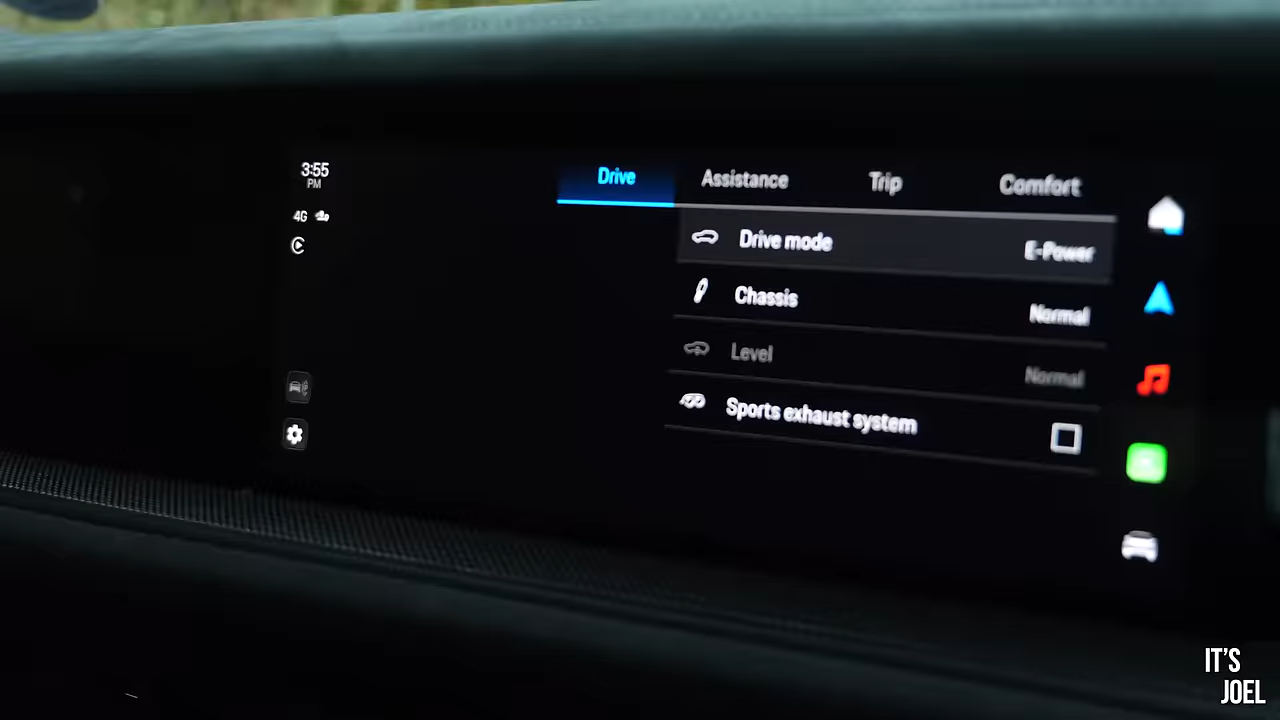 3:55
PM
4G
Drive
Assistance
Trip
Comfort
Drive mode
E-Power
Chassis
Normal
Level
Normal
Sports exhaust system
IT'S
JOEL